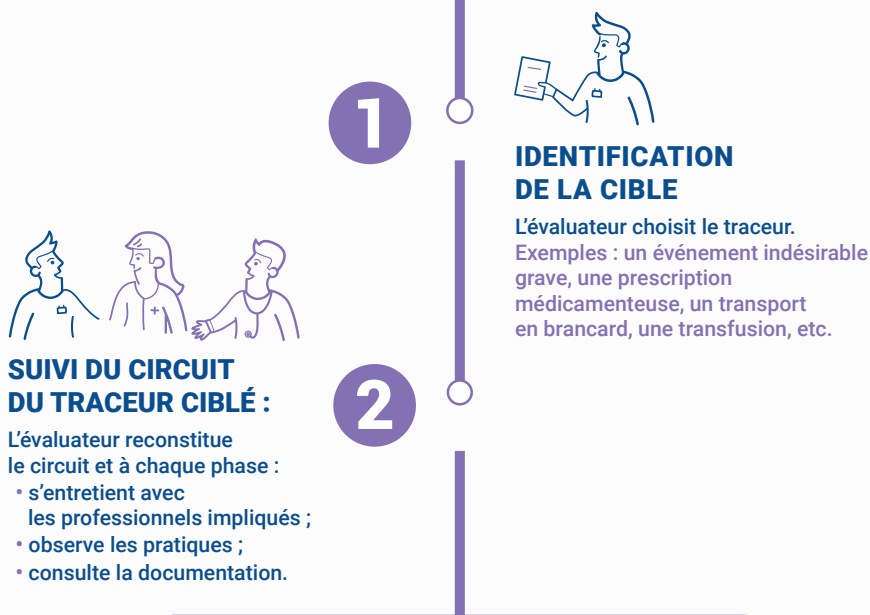 1
IDENTIFICATION
DE LA CIBLE
L’évaluateur choisit le traceur.
Exemples : un événement indésirable
grave, une prescription
médicamenteuse, un transport
en brancard, une transfusion, etc.
2
SUIVI DU CIRCUIT
DU TRACEUR CIBLÉ :
L’évaluateur reconstitue
le circuit et à chaque phase :
• s’entretient avec
les professionnels impliqués ;
• observe les pratiques ;
• consulte la documentation.